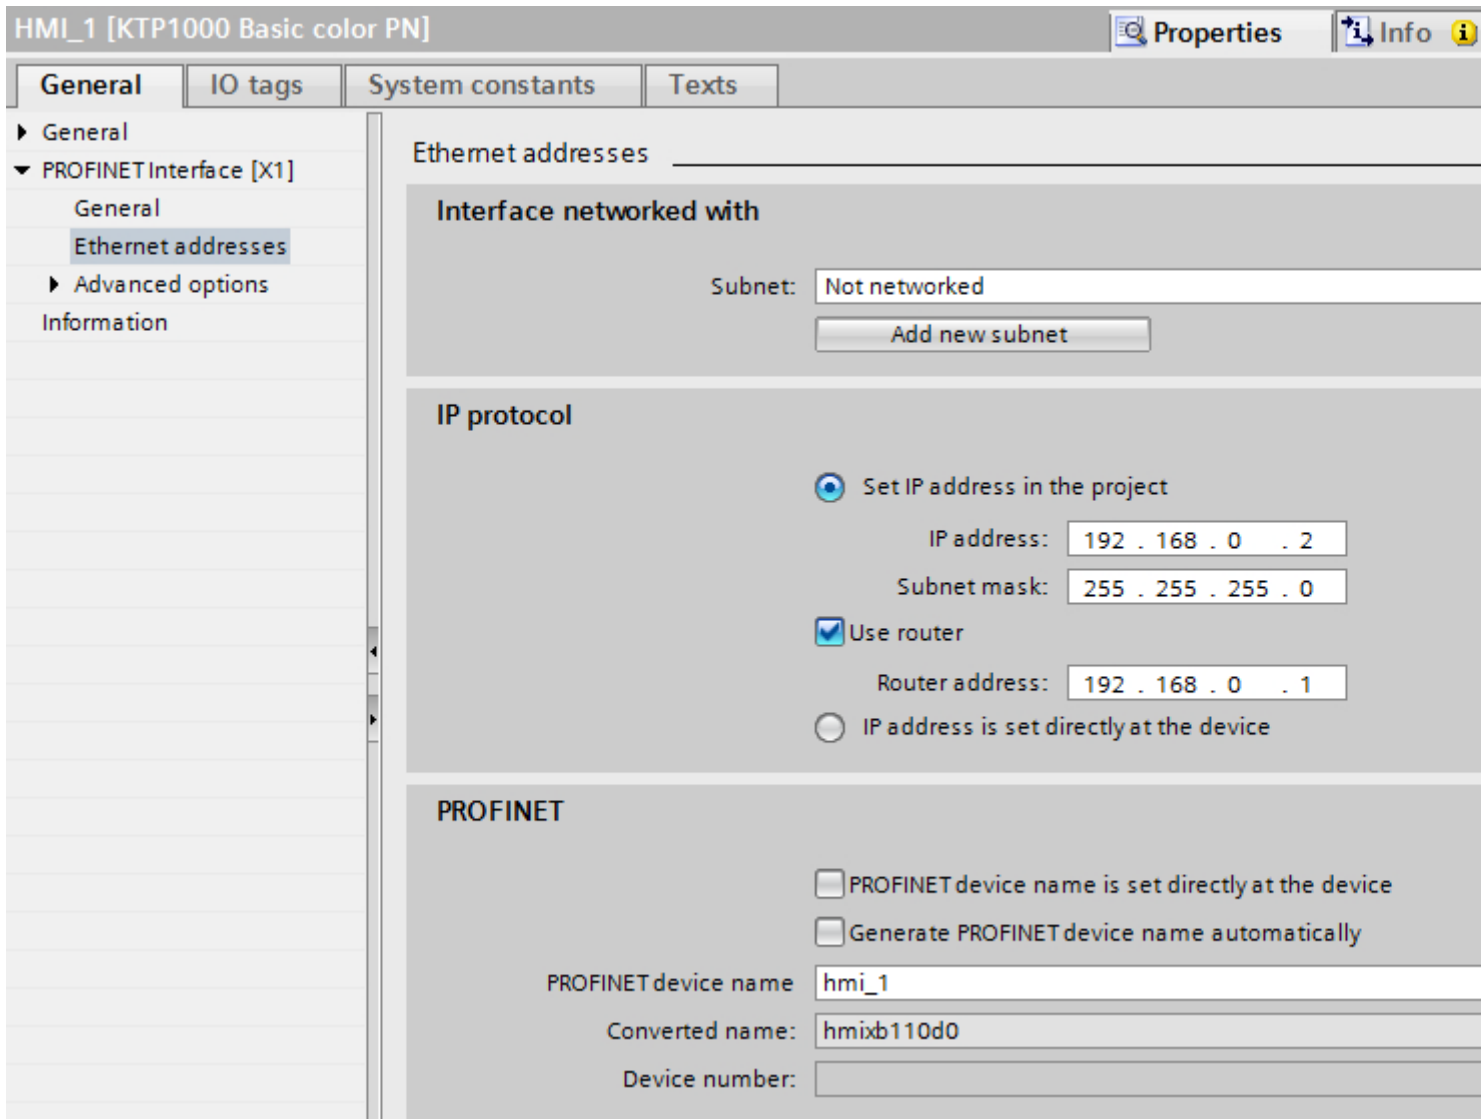 HMI_1 [KTP1000 Basic color PN]
Properties
Info
General
IO tags
System constants
Texts
General
PROFINET Interface [X1]
General
Ethernet addresses
Advanced options
Information
Ethernet addresses
Interface networked with
Subnet: Not networked
Add new subnet
IP protocol
Set IP address in the project
IP address: 192 . 168 . 0 . 2
Subnet mask: 255 . 255 . 255 . 0
Use router
Router address: 192 . 168 . 0 . 1
IP address is set directly at the device
PROFINET
PROFINET device name is set directly at the device
Generate PROFINET device name automatically
PROFINET device name hmi_1
Converted name: hmixb110d0
Device number: